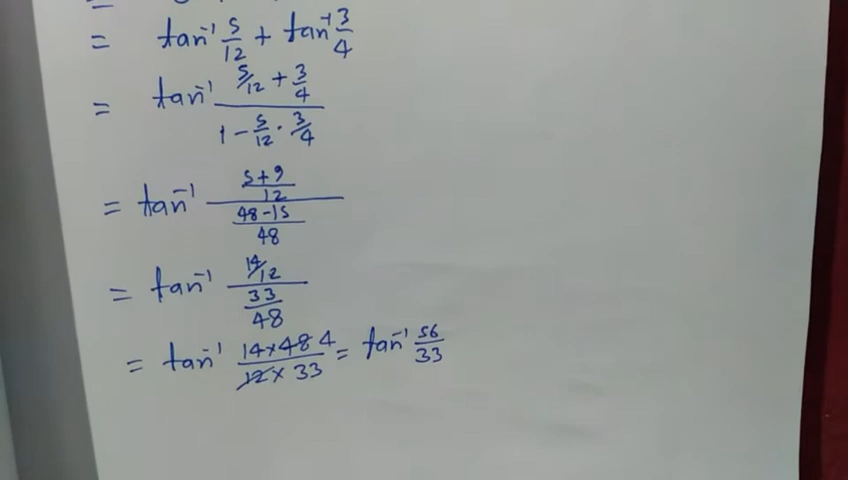 = tan⁻¹ 5/12 + tan⁻¹ 3/4
= tan⁻¹ (5/12 + 3/4)/(1 - 5/12 · 3/4)
= tan⁻¹ ((5+9)/12)/((48-15)/48)
= tan⁻¹ (14/12)/(33/48)
= tan⁻¹ (14×48 4)/(12×33) = tan⁻¹ 56/33